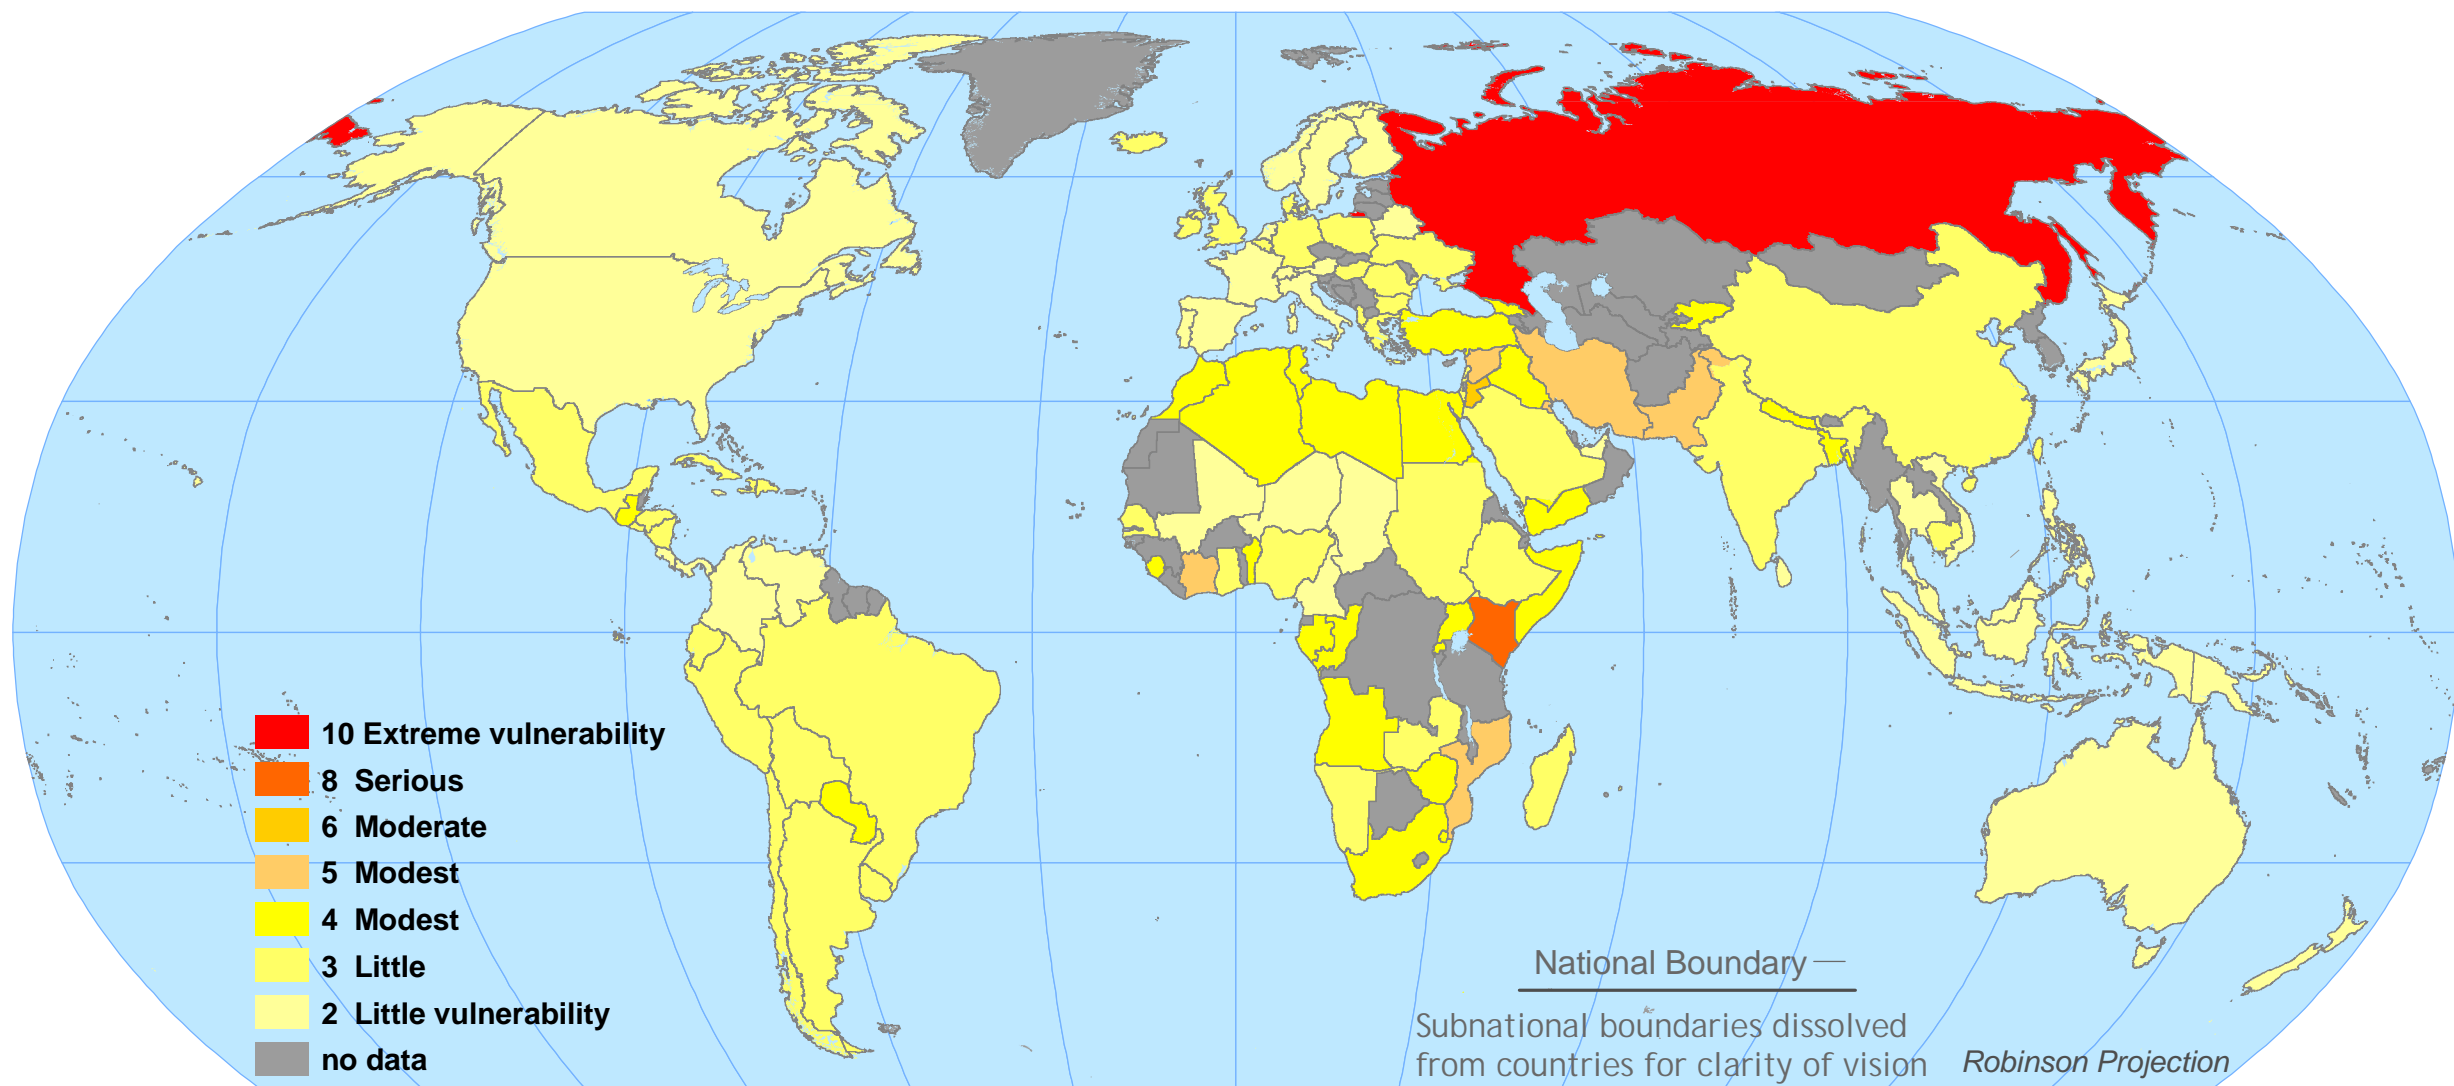 10 Extreme vulnerability
8 Serious
6 Moderate
5 Modest
4 Modest
3 Little
2 Little vulnerability
no data
National Boundary
Subnational boundaries dissolved
from countries for clarity of vision
Robinson Projection